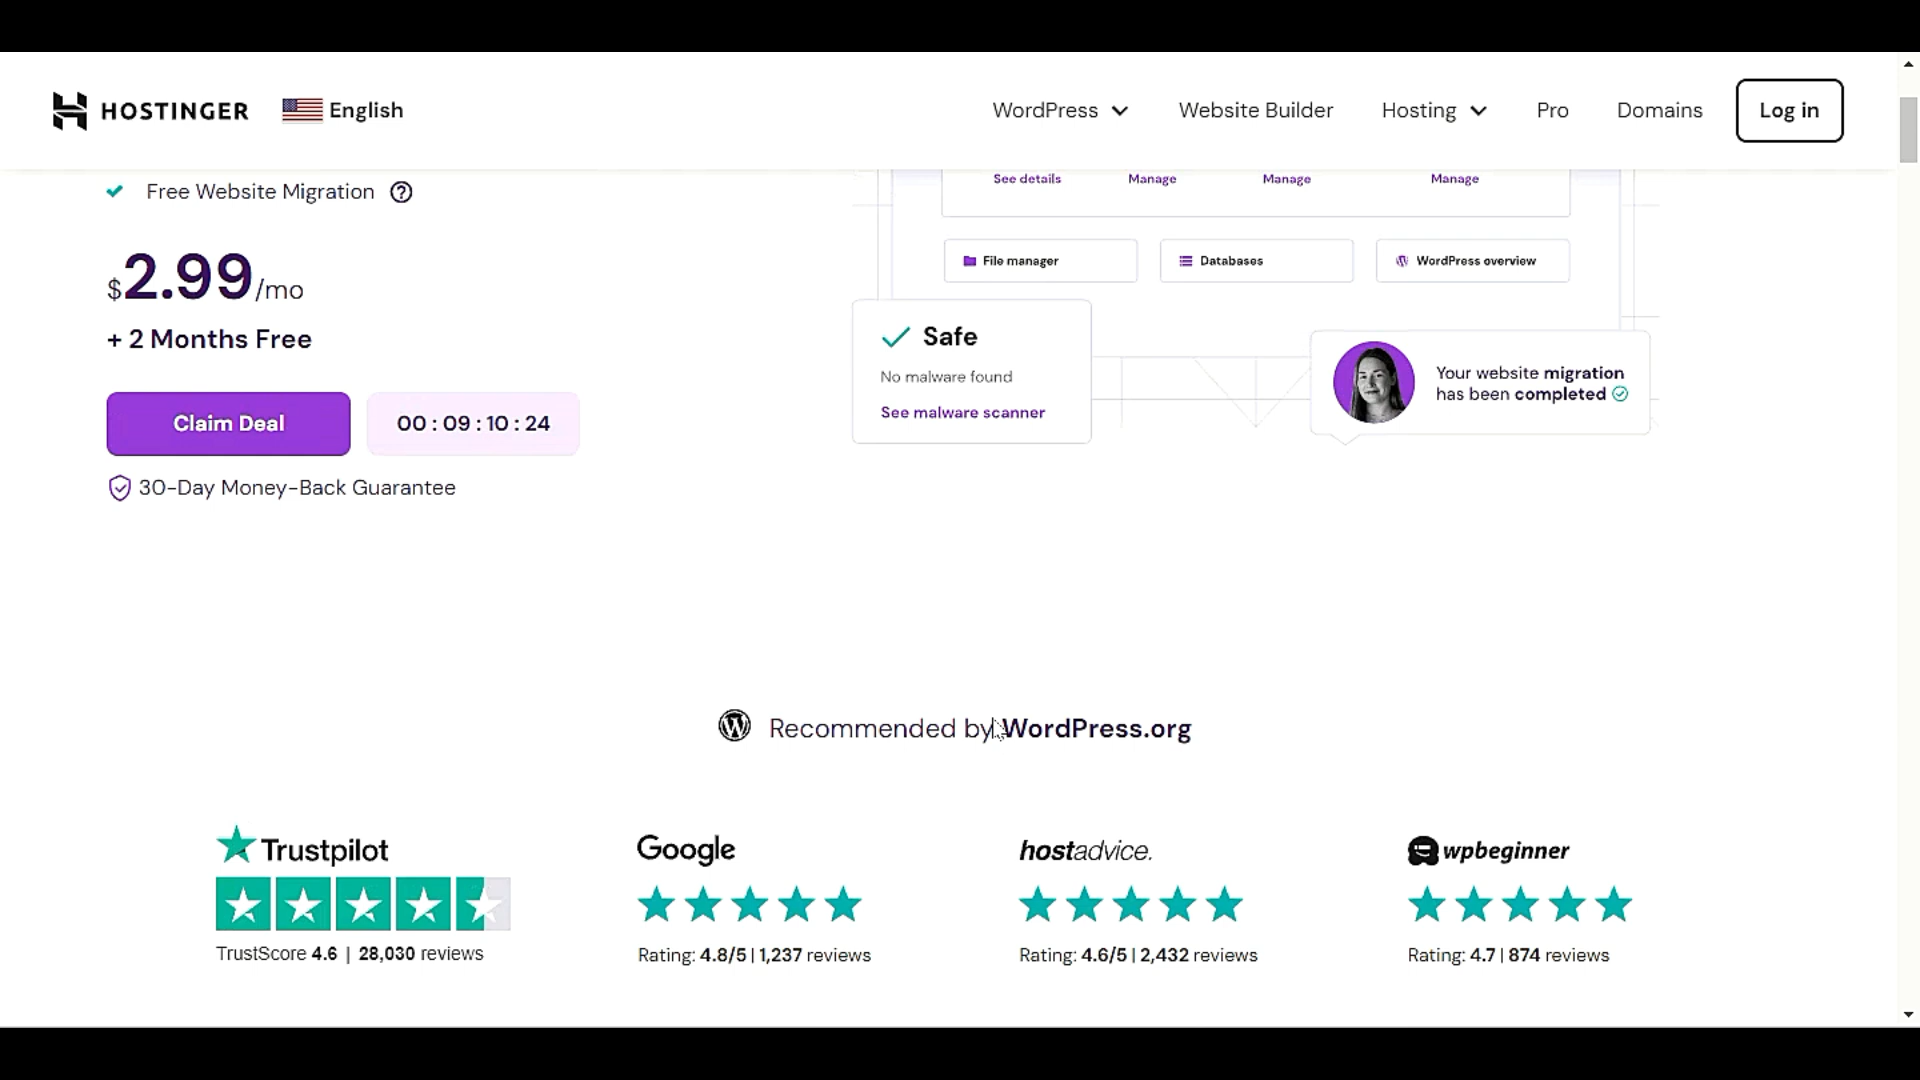 HOSTINGER English WordPress Website Builder Hosting Pro Domains Log in
Free Website Migration
See details Manage Manage Manage
$2.99/mo
+ 2 Months Free
Claim Deal 00 : 09 : 10 : 24
30-Day Money-Back Guarantee
File manager Databases WordPress overview
Safe
No malware found
See malware scanner
Your website migration
has been completed
Recommended by WordPress.org
Trustpilot
TrustScore 4.6 | 28,030 reviews
Google
Rating: 4.8/5 | 1,237 reviews
hostadvice.
Rating: 4.6/5 | 2,432 reviews
wpbeginner
Rating: 4.7 | 874 reviews